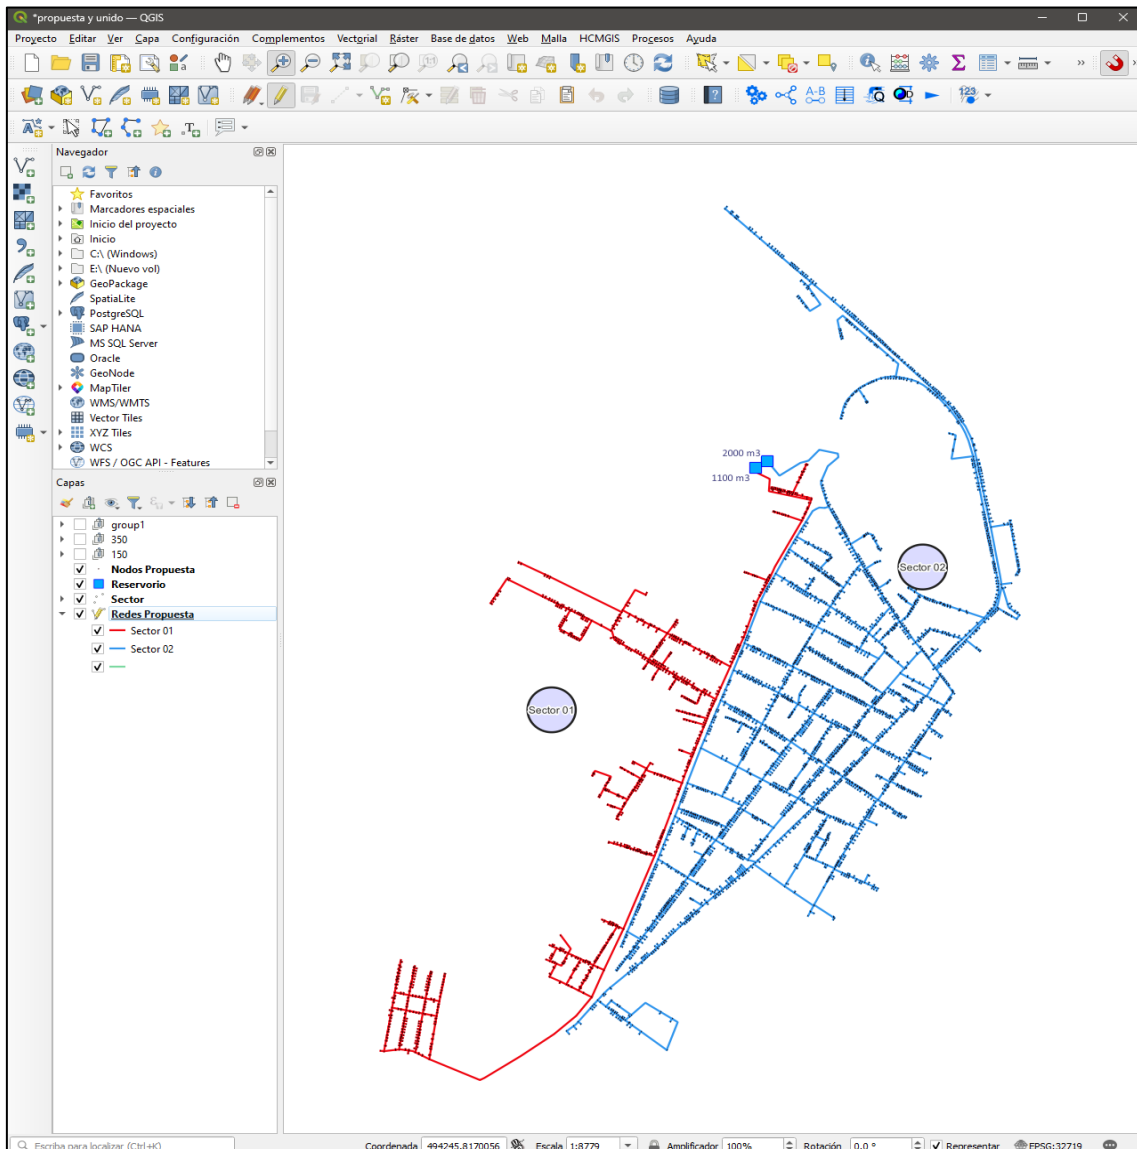 *propuesta y unido — QGIS
Proyecto Editar Ver Capa Configuración Complementos Vectorial Ráster Base de datos Web Malla HCMGIS Procesos Ayuda
Navegador
Favoritos
Marcadores espaciales
Inicio del proyecto
Inicio
C:\ (Windows)
E:\ (Nuevo vol)
GeoPackage
SpatiaLite
PostgreSQL
SAP HANA
MS SQL Server
Oracle
GeoNode
MapTiler
WMS/WMTS
Vector Tiles
XYZ Tiles
WCS
WFS / OGC API - Features
Capas
group1
350
150
Nodos Propuesta
Reservorio
Sector
Redes Propuesta
Sector 01
Sector 02
2000 m3
1100 m3
Sector 02
Sector 01
Escriba para localizar (Ctrl+K)
Coordenada 494245.8170056 Escala 1:8779 Amplificador 100% Rotación 0,0 ° Representar EPSG:32719